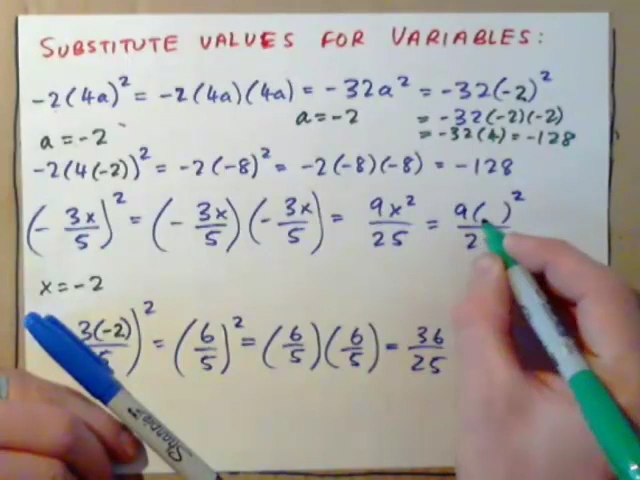 SUBSTITUTE VALUES FOR VARIABLES:
-2(4a)² = -2(4a)(4a) = -32a² = -32(-2)²
a = -2 = -32(-2)(-2)
a = -2 = -32(4) = -128
-2(4(-2))² = -2(-8)² = -2(-8)(-8) = -128
(-3x/5)² = (-3x/5)(-3x/5) = 9x²/25 = 9( )²/2
x = -2
3(-2)/5)² = (6/5)² = (6/5)(6/5) = 36/25
Sharpie